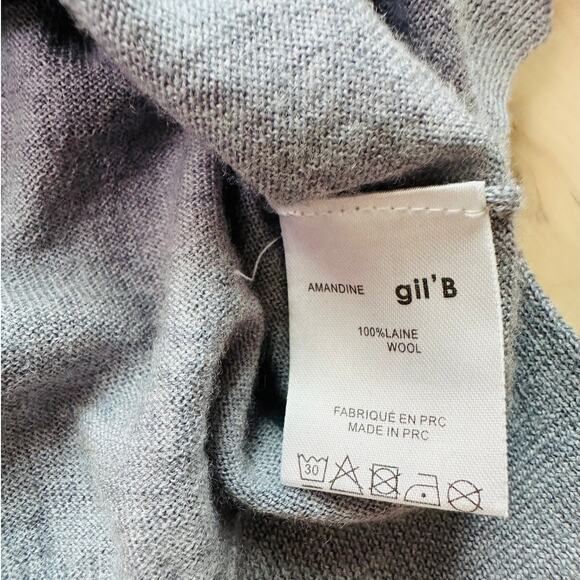 AMANDINE gil'B
100%LAINE
WOOL
FABRIQUÉ EN PRC
MADE IN PRC
30